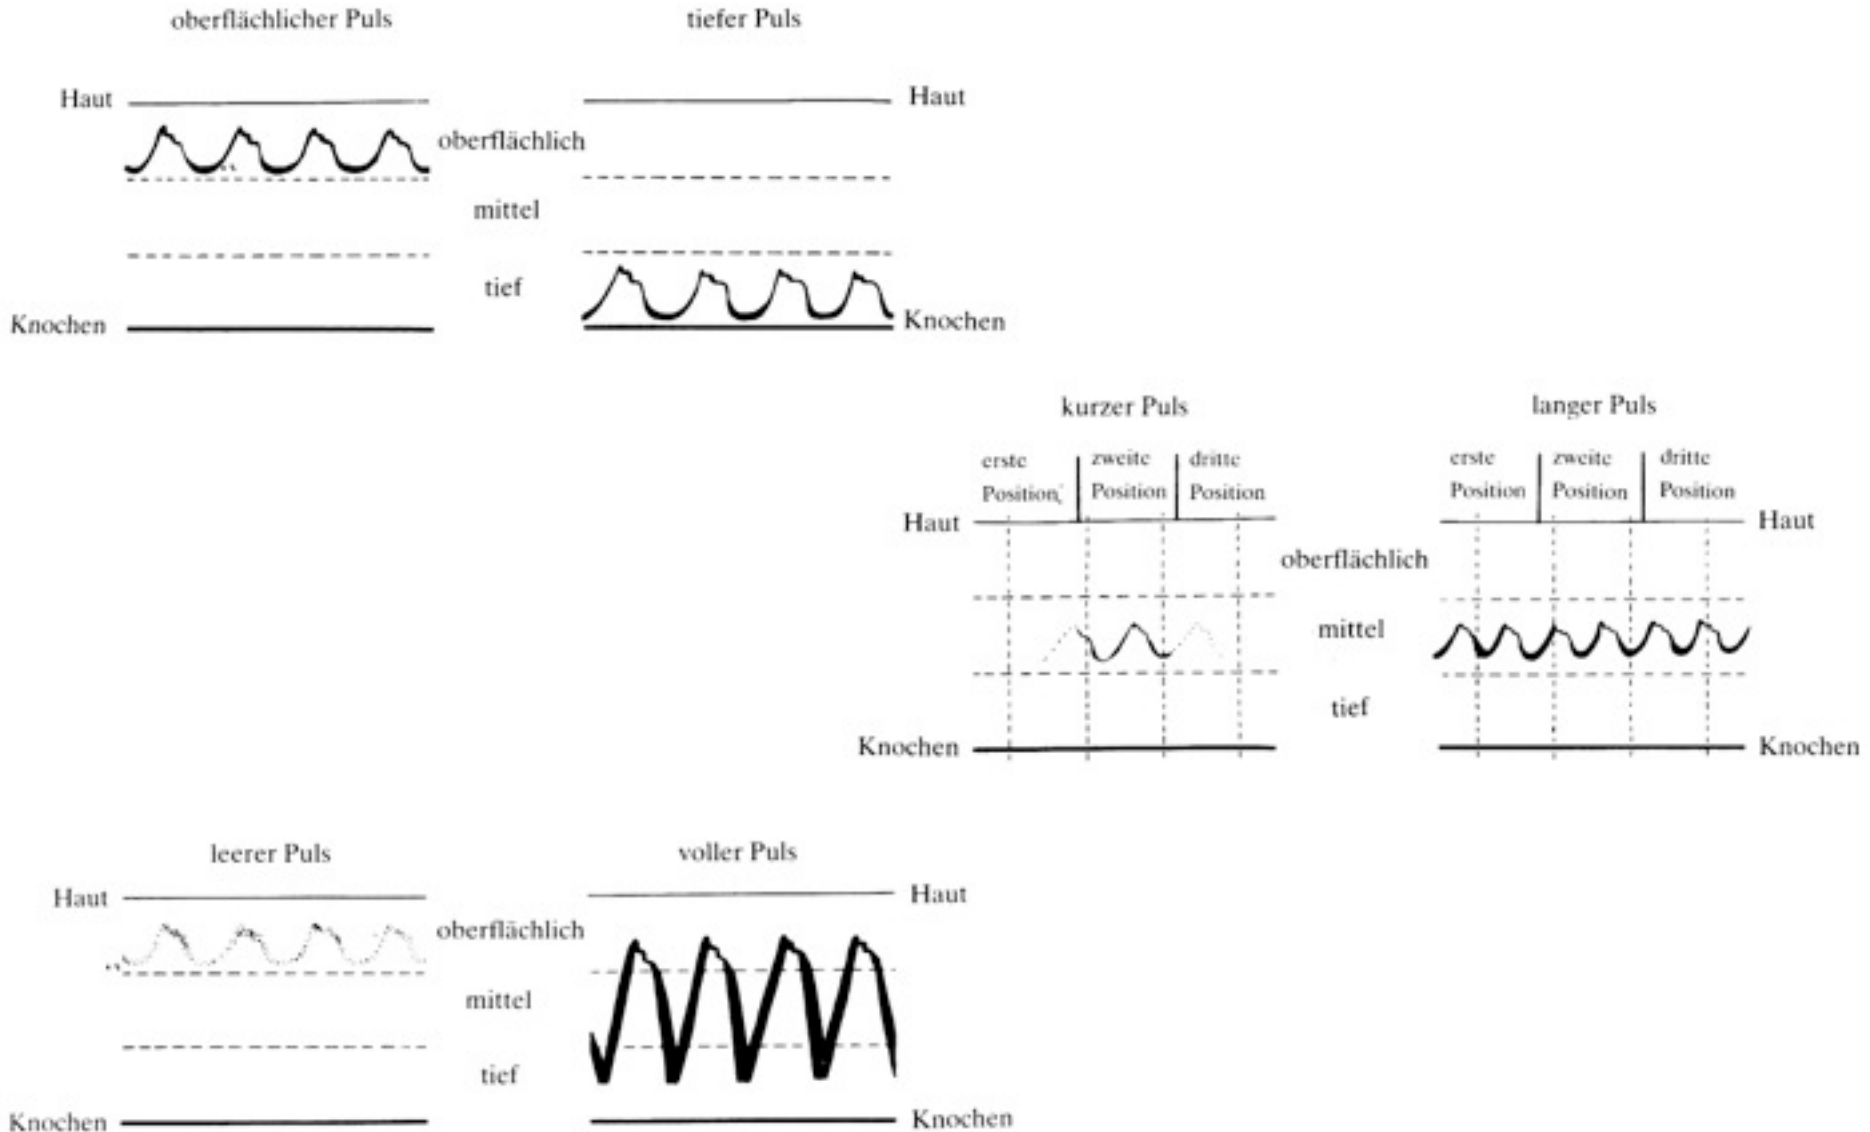 oberflächlicher Puls
tiefer Puls
Haut
Haut
oberflächlich
mittel
tief
Knochen
Knochen
kurzer Puls
langer Puls
erste Position
zweite Position
dritte Position
erste Position
zweite Position
dritte Position
Haut
Haut
oberflächlich
mittel
tief
Knochen
Knochen
leerer Puls
voller Puls
Haut
Haut
oberflächlich
mittel
tief
Knochen
Knochen